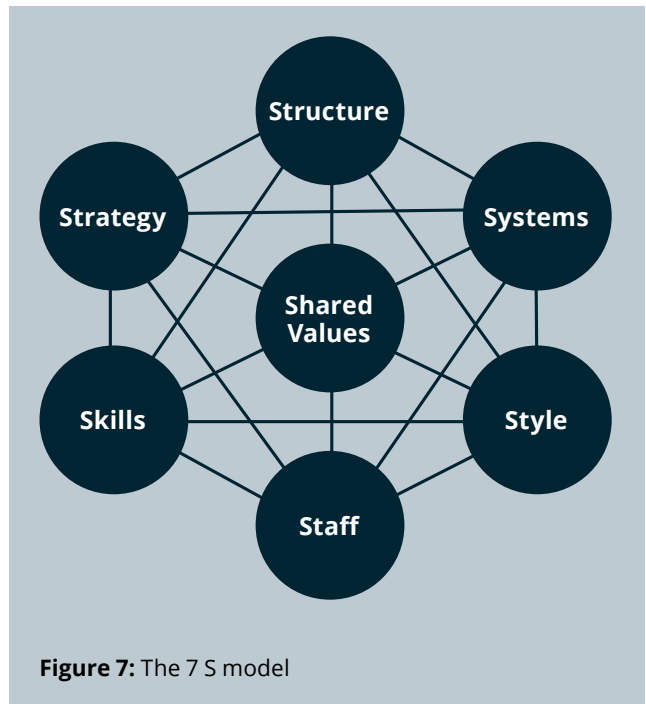 Structure
Strategy
Systems
Shared
Values
Skills
Style
Staff
Figure 7: The 7 S model